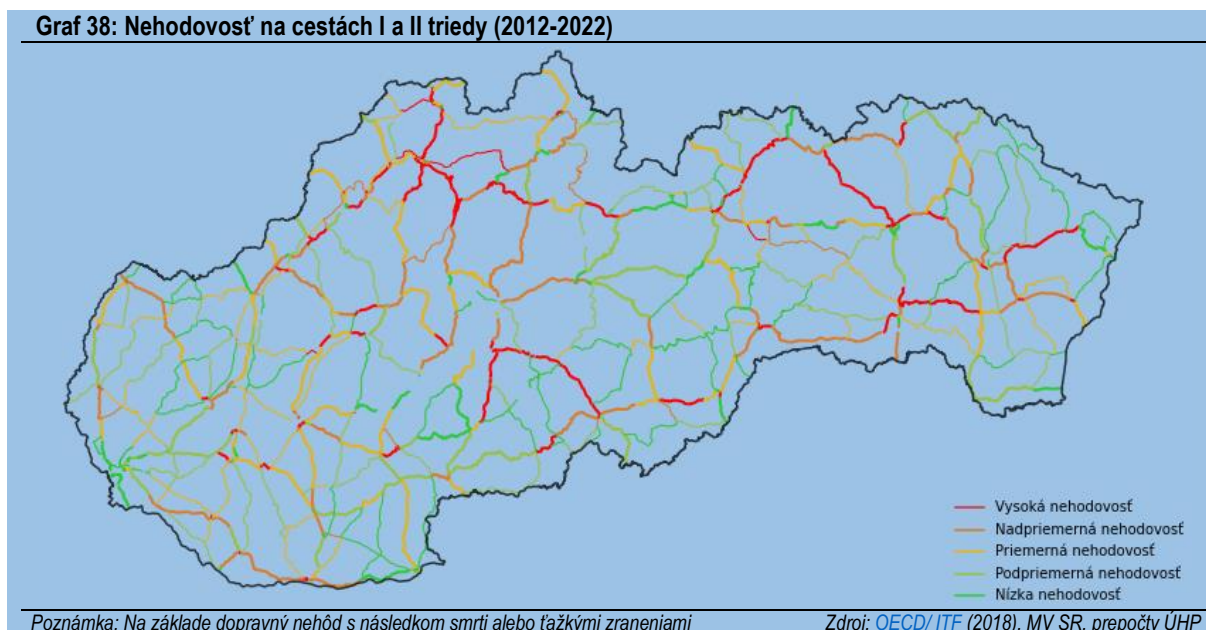 Graf 38: Nehodovosť na cestách I a II triedy (2012-2022)
Vysoká nehodovosť
Nadpriemerná nehodovosť
Priemerná nehodovosť
Podpriemerná nehodovosť
Nízka nehodovosť
Poznámka: Na základe dopravný nehôd s následkom smrti alebo ťažkými zraneniami Zdroj: OECD/ ITF (2018), MV SR, prepočty ÚHP